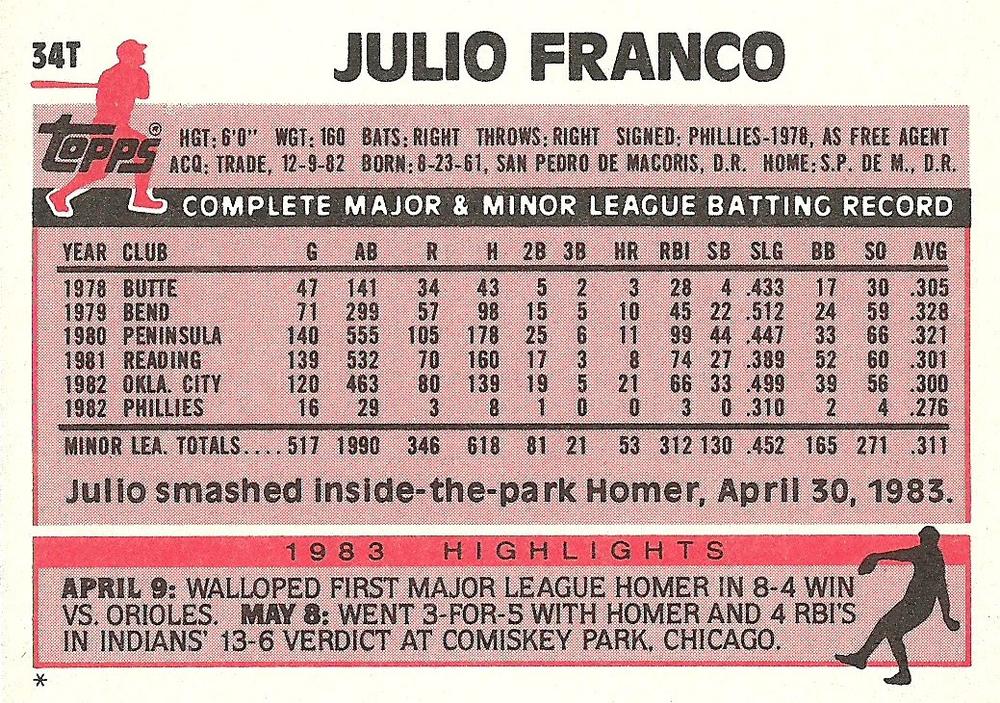 34T
JULIO FRANCO
Topps®
HGT: 6'0" WGT: 160 BATS: RIGHT THROWS: RIGHT SIGNED: PHILLIES-1978, AS FREE AGENT
ACQ: TRADE, 12-9-82 BORN: 8-23-61, SAN PEDRO DE MACORIS, D.R. HOME: S.P. DE M., D.R.
COMPLETE MAJOR & MINOR LEAGUE BATTING RECORD
YEAR CLUB G AB R H 2B 3B HR RBI SB SLG BB SO AVG
1978 BUTTE 47 141 34 43 5 2 3 28 4 .433 17 30 .305
1979 BEND 71 299 57 98 15 5 10 45 22 .512 24 59 .328
1980 PENINSULA 140 555 105 178 25 6 11 99 44 .447 33 66 .321
1981 READING 139 532 70 160 17 3 8 74 27 .389 52 60 .301
1982 OKLA. CITY 120 463 80 139 19 5 21 66 33 .499 39 56 .300
1982 PHILLIES 16 29 3 8 1 0 0 3 0 .310 2 4 .276
MINOR LEA. TOTALS.... 517 1990 346 618 81 21 53 312 130 .452 165 271 .311
Julio smashed inside-the-park Homer, April 30, 1983.
1983 HIGHLIGHTS
APRIL 9: WALLOPED FIRST MAJOR LEAGUE HOMER IN 8-4 WIN
VS. ORIOLES. MAY 8: WENT 3-FOR-5 WITH HOMER AND 4 RBI'S
IN INDIANS' 13-6 VERDICT AT COMISKEY PARK, CHICAGO.
*